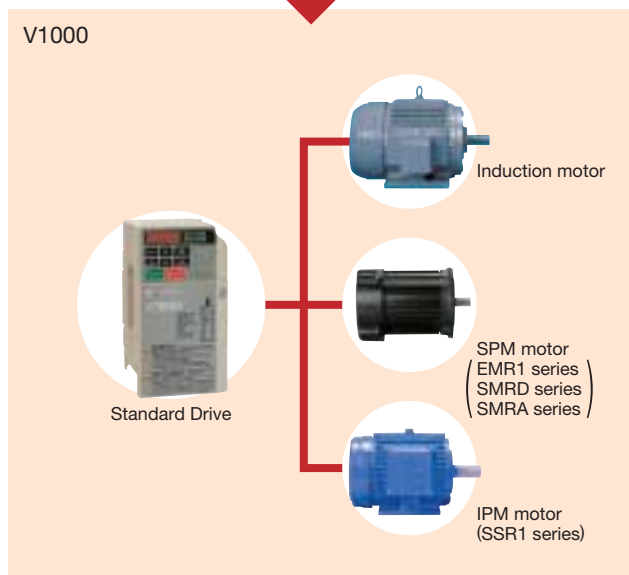 V1000
Induction motor
Standard Drive
SPM motor
(EMR1 series
SMRD series
SMRA series)
IPM motor
(SSR1 series)